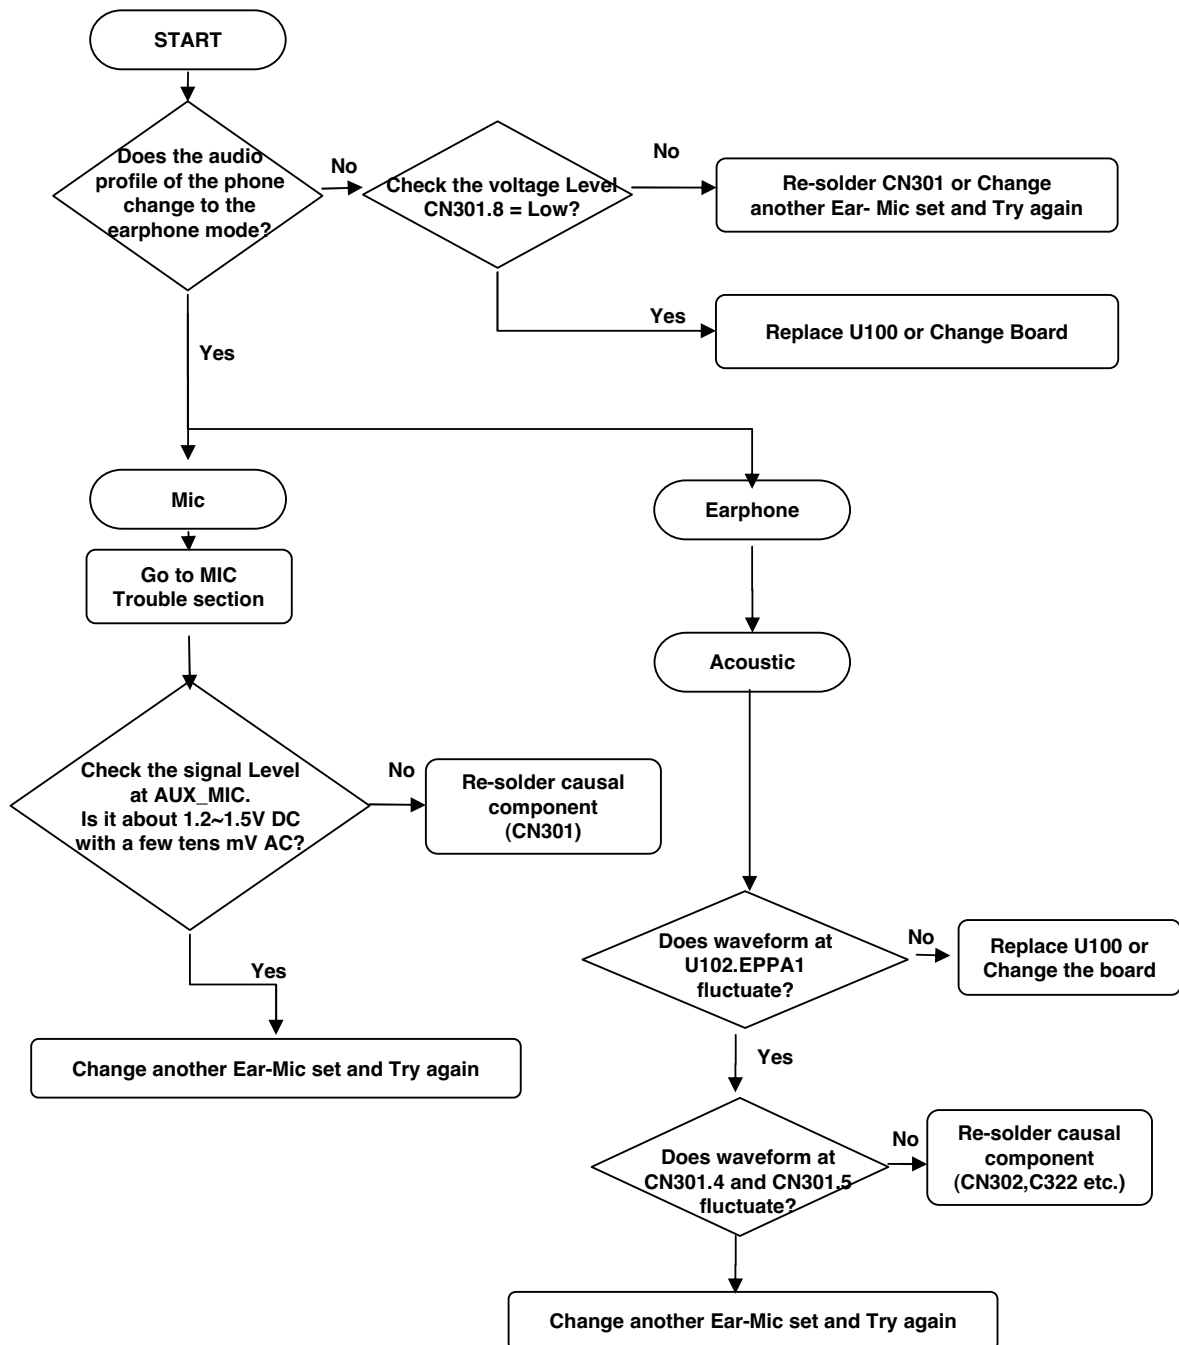 START
Does the audio
profile of the phone
change to the
earphone mode?
No
Check the voltage Level
CN301.8 = Low?
No
Re-solder CN301 or Change
another Ear- Mic set and Try again
Yes
Replace U100 or Change Board
Yes
Mic
Go to MIC
Trouble section
Earphone
Acoustic
Check the signal Level
at AUX_MIC.
Is it about 1.2~1.5V DC
with a few tens mV AC?
No
Re-solder causal
component
(CN301)
Yes
Change another Ear-Mic set and Try again
Does waveform at
U102.EPPA1
fluctuate?
No
Replace U100 or
Change the board
Yes
Does waveform at
CN301.4 and CN301.5
fluctuate?
No
Re-solder causal
component
(CN302,C322 etc.)
Change another Ear-Mic set and Try again